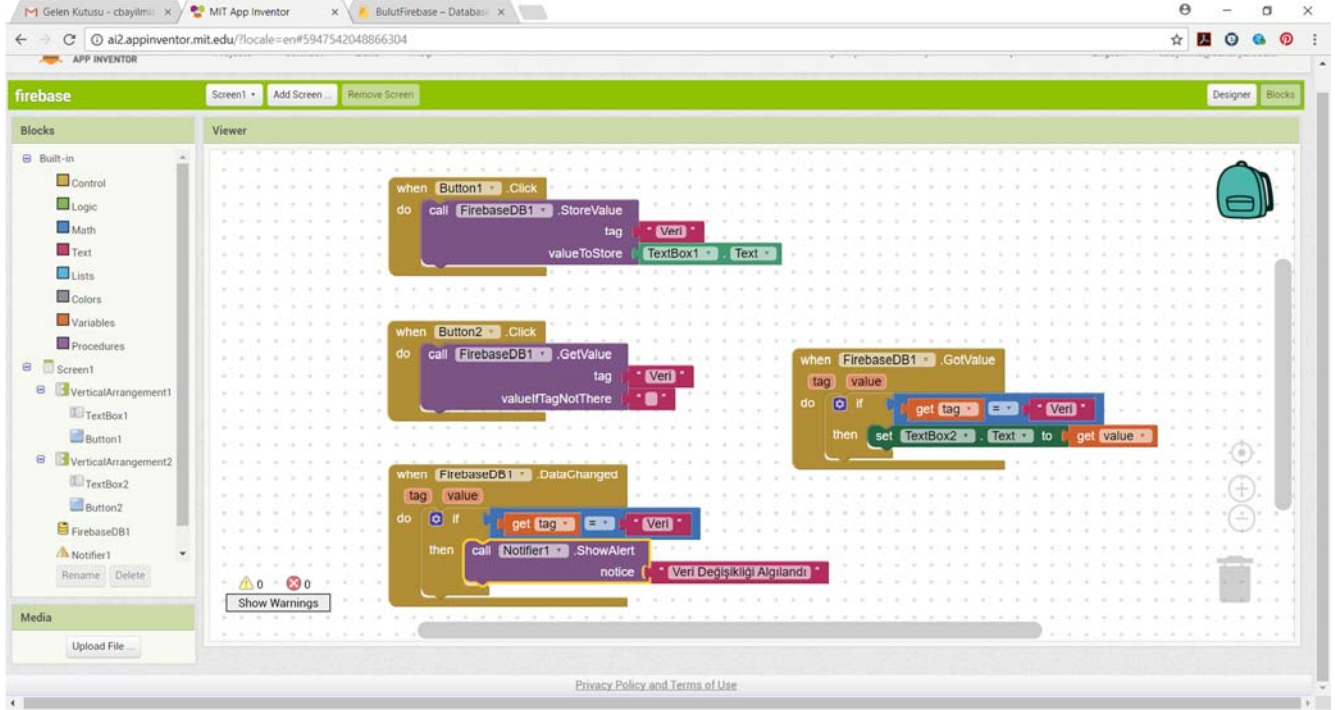 Gelen Kutusu - cbayilmi
MIT App Inventor
BulutFirebase – Database
ai2.appinventor.mit.edu/?locale=en#5947542048866304
APP INVENTOR
firebase
Screen1
Add Screen ...
Remove Screen
Designer
Blocks
Blocks
Viewer
Built-in
Control
Logic
Math
Text
Lists
Colors
Variables
Procedures
Screen1
VerticalArrangement1
TextBox1
Button1
VerticalArrangement2
TextBox2
Button2
FirebaseDB1
Notifier1
Rename
Delete
Media
Upload File ...
when Button1 .Click
do call FirebaseDB1 .StoreValue
tag " Veri "
valueToStore TextBox1 . Text
when Button2 .Click
do call FirebaseDB1 .GetValue
tag " Veri "
valueIfTagNotThere " "
when FirebaseDB1 .DataChanged
tag value
do if get tag = " Veri "
then call Notifier1 .ShowAlert
notice " Veri Değişikliği Algılandı "
when FirebaseDB1 .GotValue
tag value
do if get tag = " Veri "
then set TextBox2 . Text to get value
0 0
Show Warnings
Privacy Policy and Terms of Use